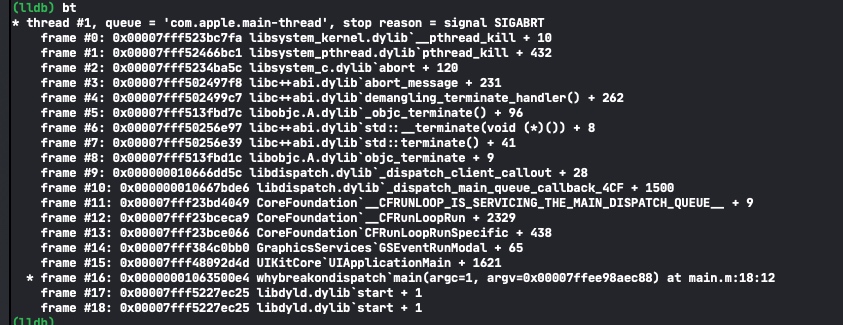 (lldb) bt
* thread #1, queue = 'com.apple.main-thread', stop reason = signal SIGABRT
frame #0: 0x00007fff523bc7fa libsystem_kernel.dylib`__pthread_kill + 10
frame #1: 0x00007fff52466bc1 libsystem_pthread.dylib`pthread_kill + 432
frame #2: 0x00007fff5234ba5c libsystem_c.dylib`abort + 120
frame #3: 0x00007fff502497f8 libc++abi.dylib`abort_message + 231
frame #4: 0x00007fff502499c7 libc++abi.dylib`demangling_terminate_handler() + 262
frame #5: 0x00007fff513fbd7c libobjc.A.dylib`_objc_terminate() + 96
frame #6: 0x00007fff50256e97 libc++abi.dylib`std::__terminate(void (*)()) + 8
frame #7: 0x00007fff50256e39 libc++abi.dylib`std::terminate() + 41
frame #8: 0x00007fff513fbd1c libobjc.A.dylib`objc_terminate + 9
frame #9: 0x000000010666dd5c libdispatch.dylib`_dispatch_client_callout + 28
frame #10: 0x000000010667bde6 libdispatch.dylib`_dispatch_main_queue_callback_4CF + 1500
frame #11: 0x00007fff23bd4049 CoreFoundation`__CFRUNLOOP_IS_SERVICING_THE_MAIN_DISPATCH_QUEUE__ + 9
frame #12: 0x00007fff23bceca9 CoreFoundation`__CFRunLoopRun + 2329
frame #13: 0x00007fff23bce066 CoreFoundation`CFRunLoopRunSpecific + 438
frame #14: 0x00007fff384c0bb0 GraphicsServices`GSEventRunModal + 65
frame #15: 0x00007fff48092d4d UIKitCore`UIApplicationMain + 1621
* frame #16: 0x00000001063500e4 whybreakondispatch`main(argc=1, argv=0x00007ffee98aec88) at main.m:18:12
frame #17: 0x00007fff5227ec25 libdyld.dylib`start + 1
frame #18: 0x00007fff5227ec25 libdyld.dylib`start + 1
(lldb)